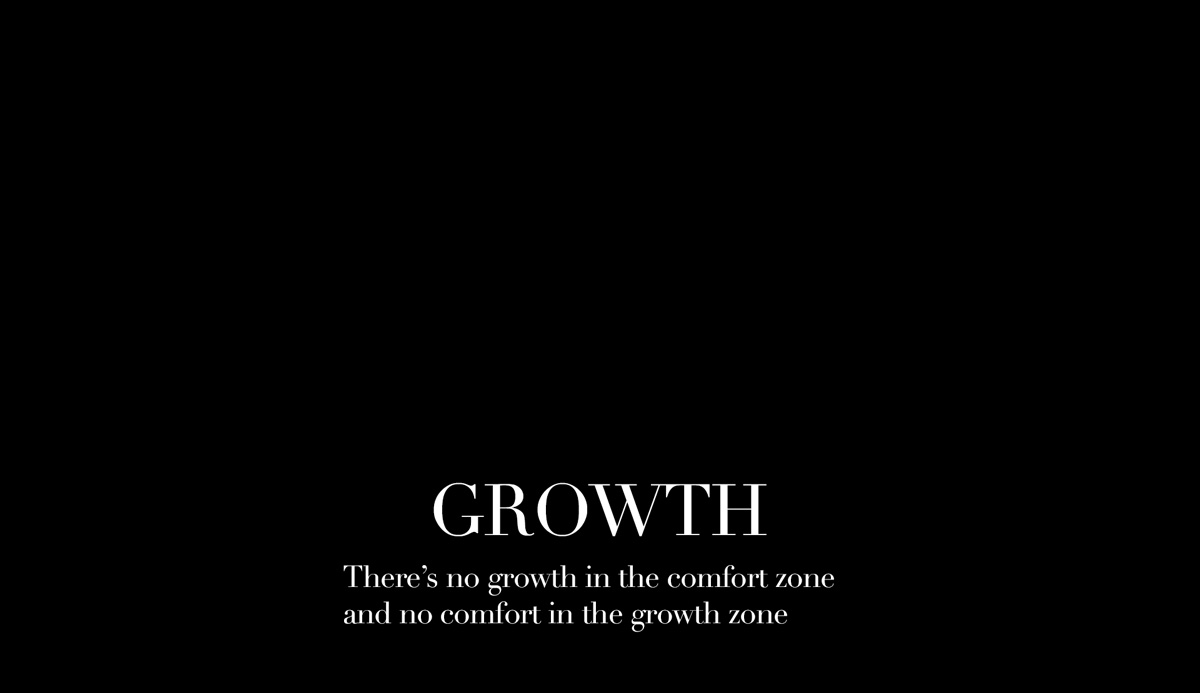 GROWTH
There’s no growth in the comfort zone
and no comfort in the growth zone